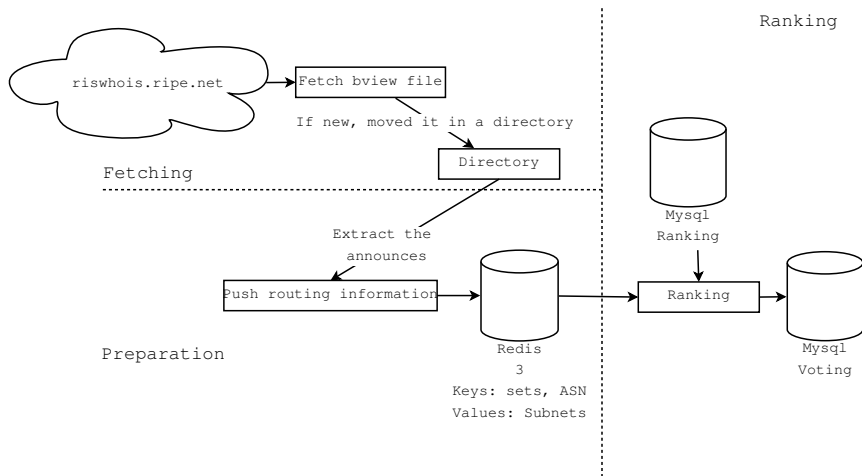 Ranking
riswhois.ripe.net
Fetch bview file
If new, moved it in a directory
Directory
Fetching
Mysql
Ranking
Extract the
announces
Push routing information
Ranking
Preparation
Redis
3
Keys: sets, ASN
Values: Subnets
Mysql
Voting